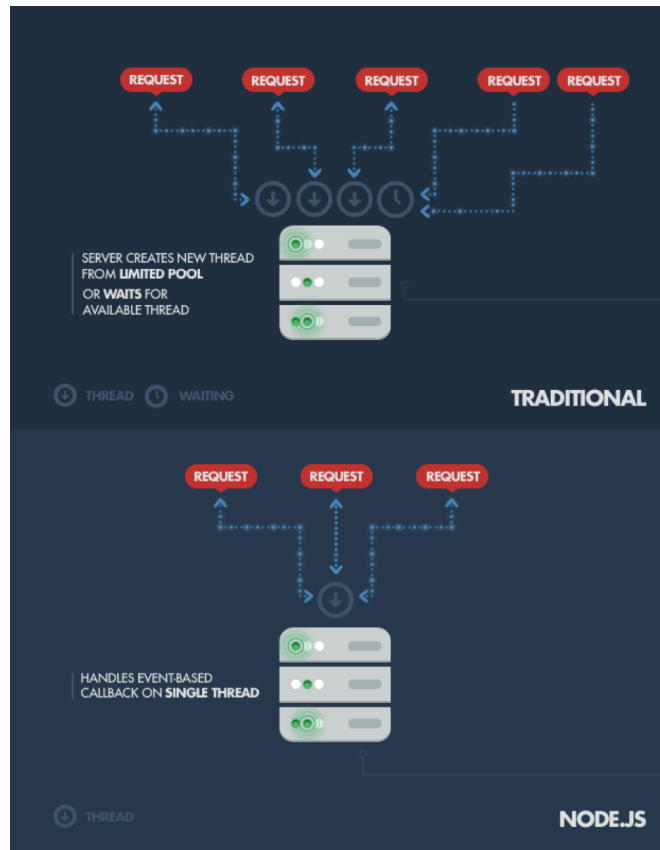 REQUEST REQUEST REQUEST REQUEST REQUEST
SERVER CREATES NEW THREAD
FROM LIMITED POOL
OR WAITS FOR
AVAILABLE THREAD
THREAD WAITING
TRADITIONAL
REQUEST REQUEST REQUEST
HANDLES EVENT-BASED
CALLBACK ON SINGLE THREAD
THREAD
NODE.JS